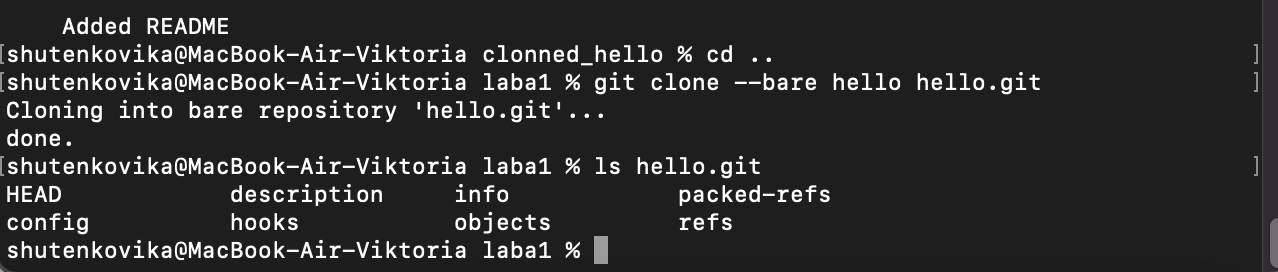 Added README
[shutenkovika@MacBook-Air-Viktoria clonned_hello % cd ..                         ]
[shutenkovika@MacBook-Air-Viktoria laba1 % git clone --bare hello hello.git      ]
Cloning into bare repository 'hello.git'...
done.
[shutenkovika@MacBook-Air-Viktoria laba1 % ls hello.git                          ]
HEAD            description     info            packed-refs
config          hooks           objects         refs
shutenkovika@MacBook-Air-Viktoria laba1 %